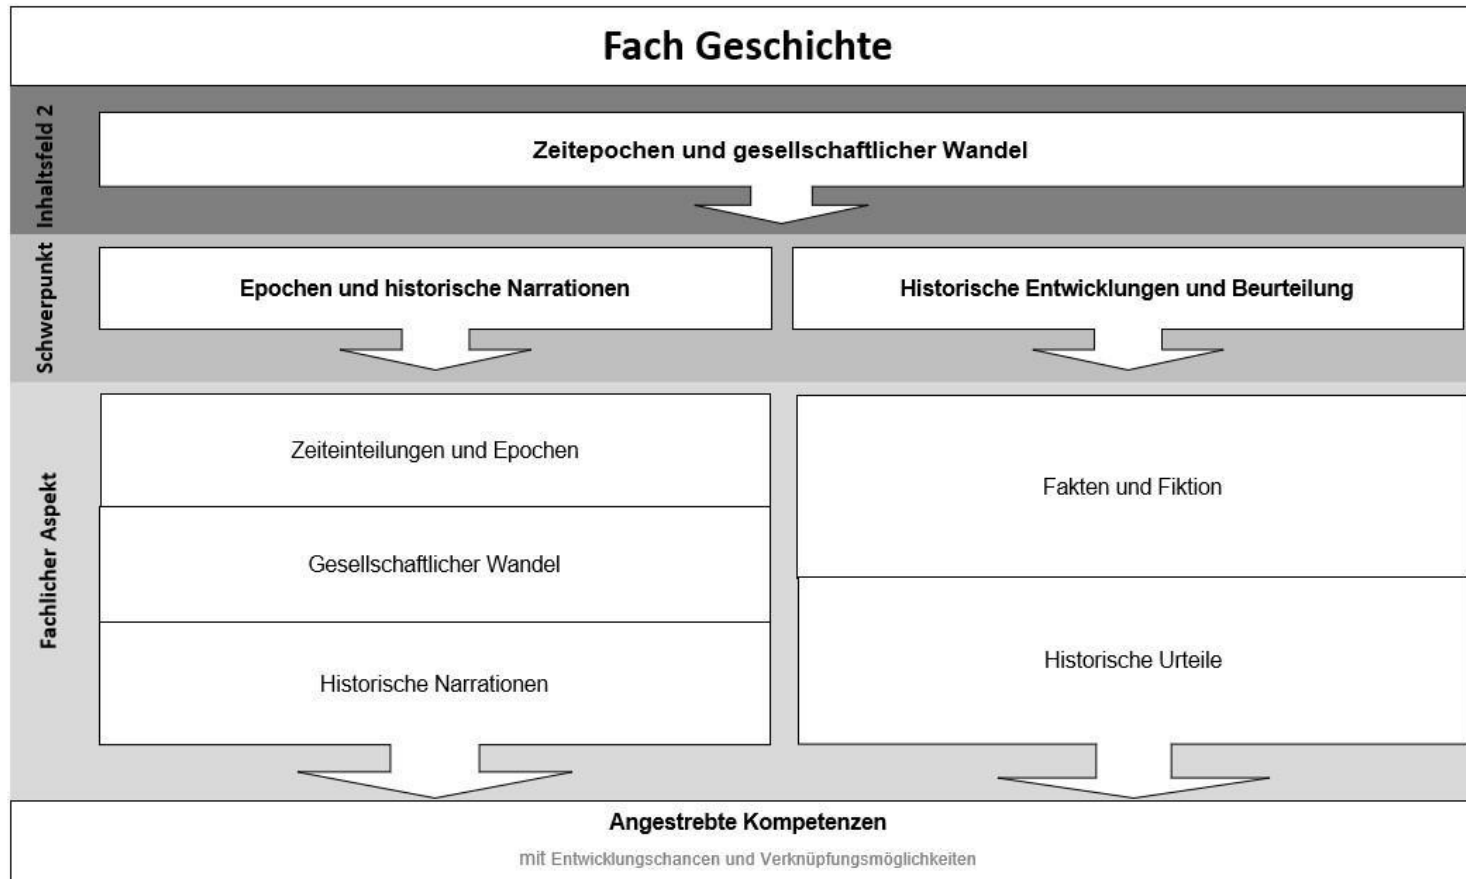 Fach Geschichte
Inhaltsfeld 2
Zeitepochen und gesellschaftlicher Wandel
Schwerpunkt
Epochen und historische Narrationen
Historische Entwicklungen und Beurteilung
Fachlicher Aspekt
Zeiteinteilungen und Epochen
Gesellschaftlicher Wandel
Historische Narrationen
Fakten und Fiktion
Historische Urteile
Angestrebte Kompetenzen
mit Entwicklungschancen und Verknüpfungsmöglichkeiten